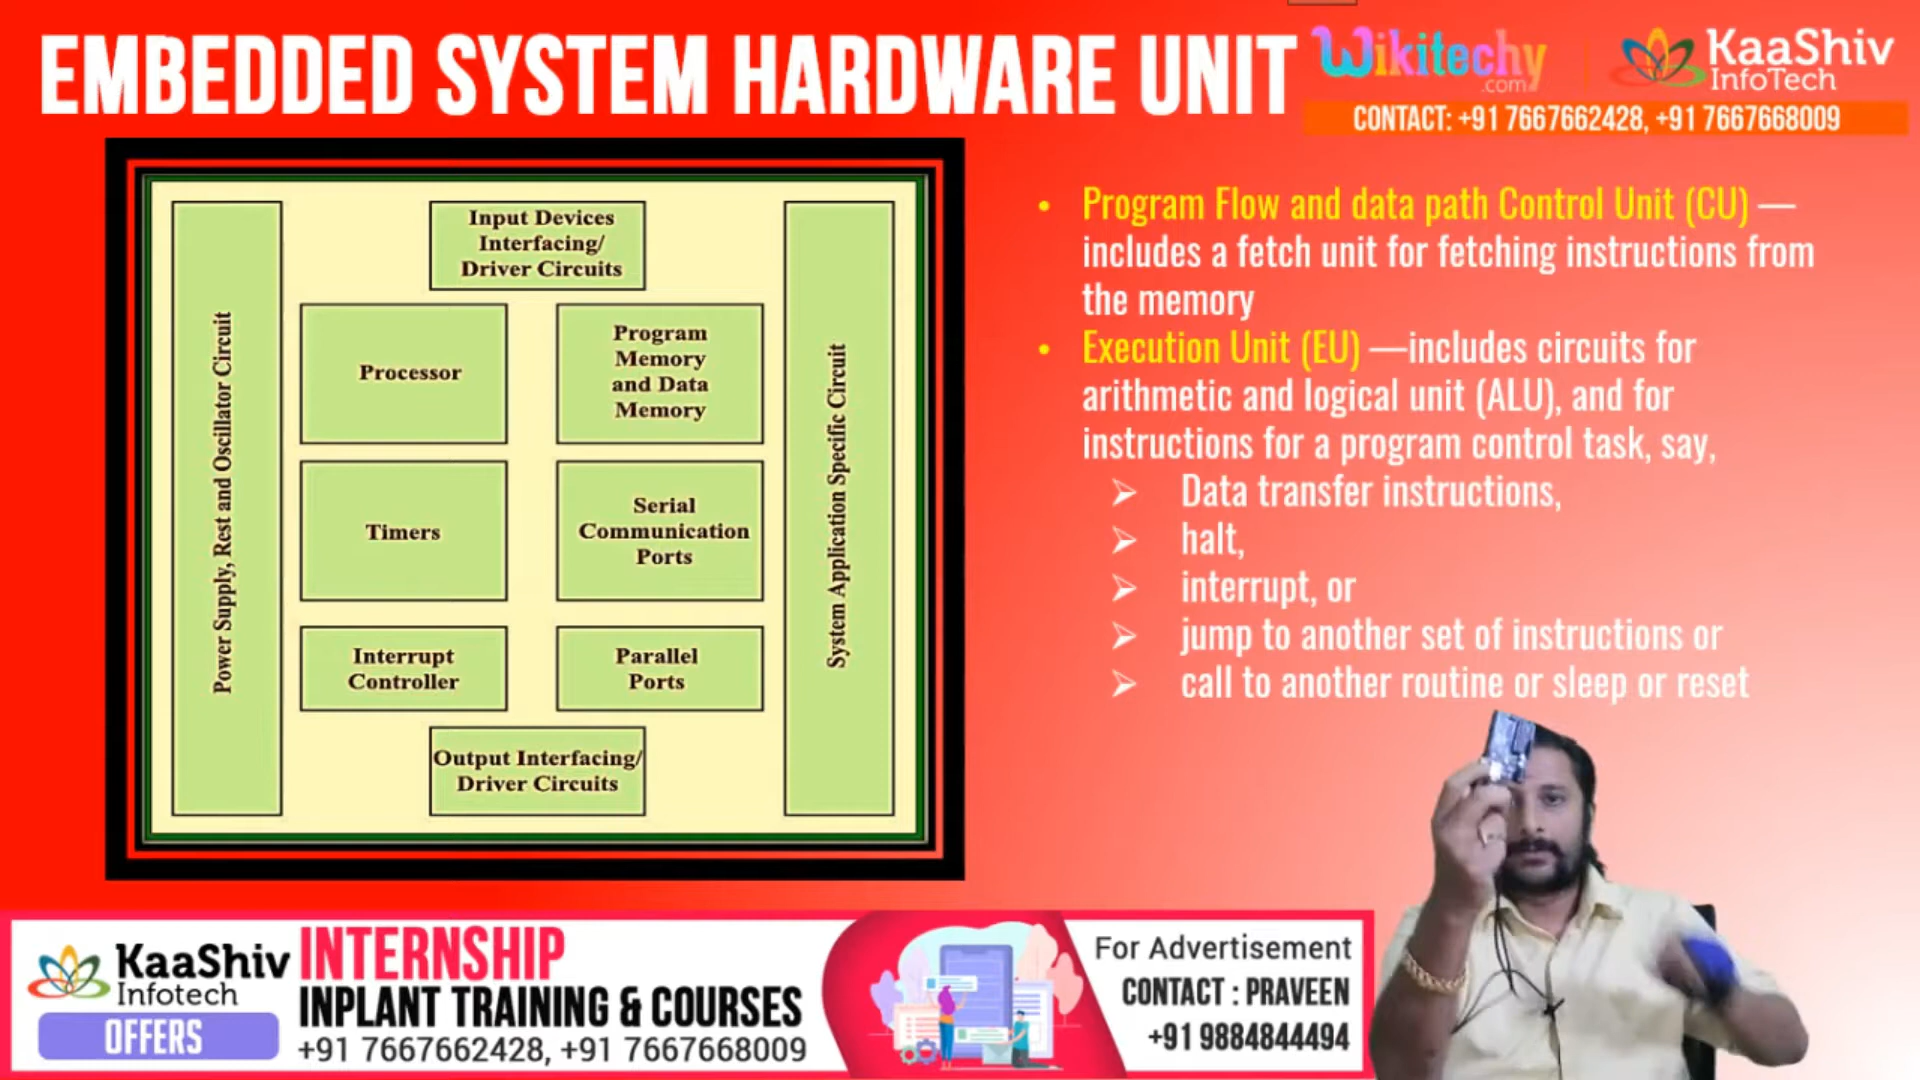 EMBEDDED SYSTEM HARDWARE UNIT
Wikitechy
.com
KaaShiv
InfoTech
CONTACT: +91 7667662428, +91 7667668009
Power Supply, Rest and Oscillator Circuit
Input Devices
Interfacing/
Driver Circuits
Processor
Program
Memory
and Data
Memory
Timers
Serial
Communication
Ports
Interrupt
Controller
Parallel
Ports
Output Interfacing/
Driver Circuits
System Application Specific Circuit
• Program Flow and data path Control Unit (CU) —
includes a fetch unit for fetching instructions from
the memory
• Execution Unit (EU) —includes circuits for
arithmetic and logical unit (ALU), and for
instructions for a program control task, say,
➢ Data transfer instructions,
➢ halt,
➢ interrupt, or
➢ jump to another set of instructions or
➢ call to another routine or sleep or reset
KaaShiv
Infotech
OFFERS
INTERNSHIP
INPLANT TRAINING & COURSES
+91 7667662428, +91 7667668009
For Advertisement
CONTACT : PRAVEEN
+91 9884844494